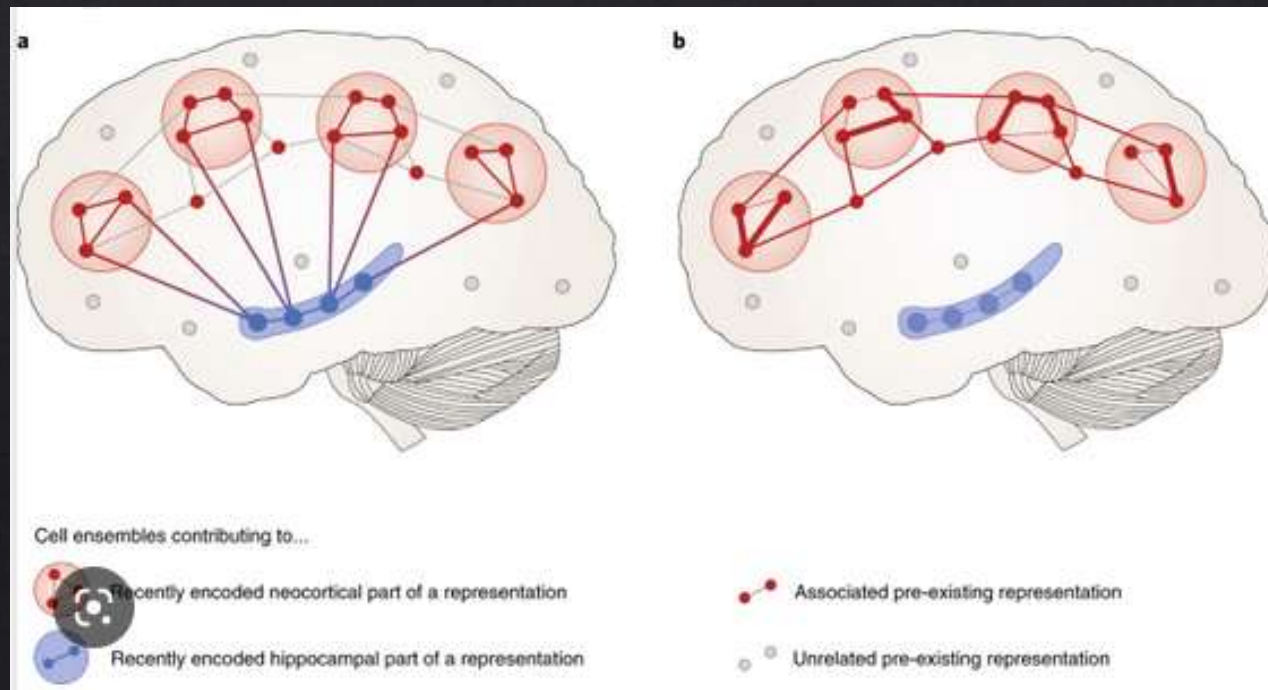 a
b
Cell ensembles contributing to...
Recently encoded neocortical part of a representation
Associated pre-existing representation
Recently encoded hippocampal part of a representation
Unrelated pre-existing representation